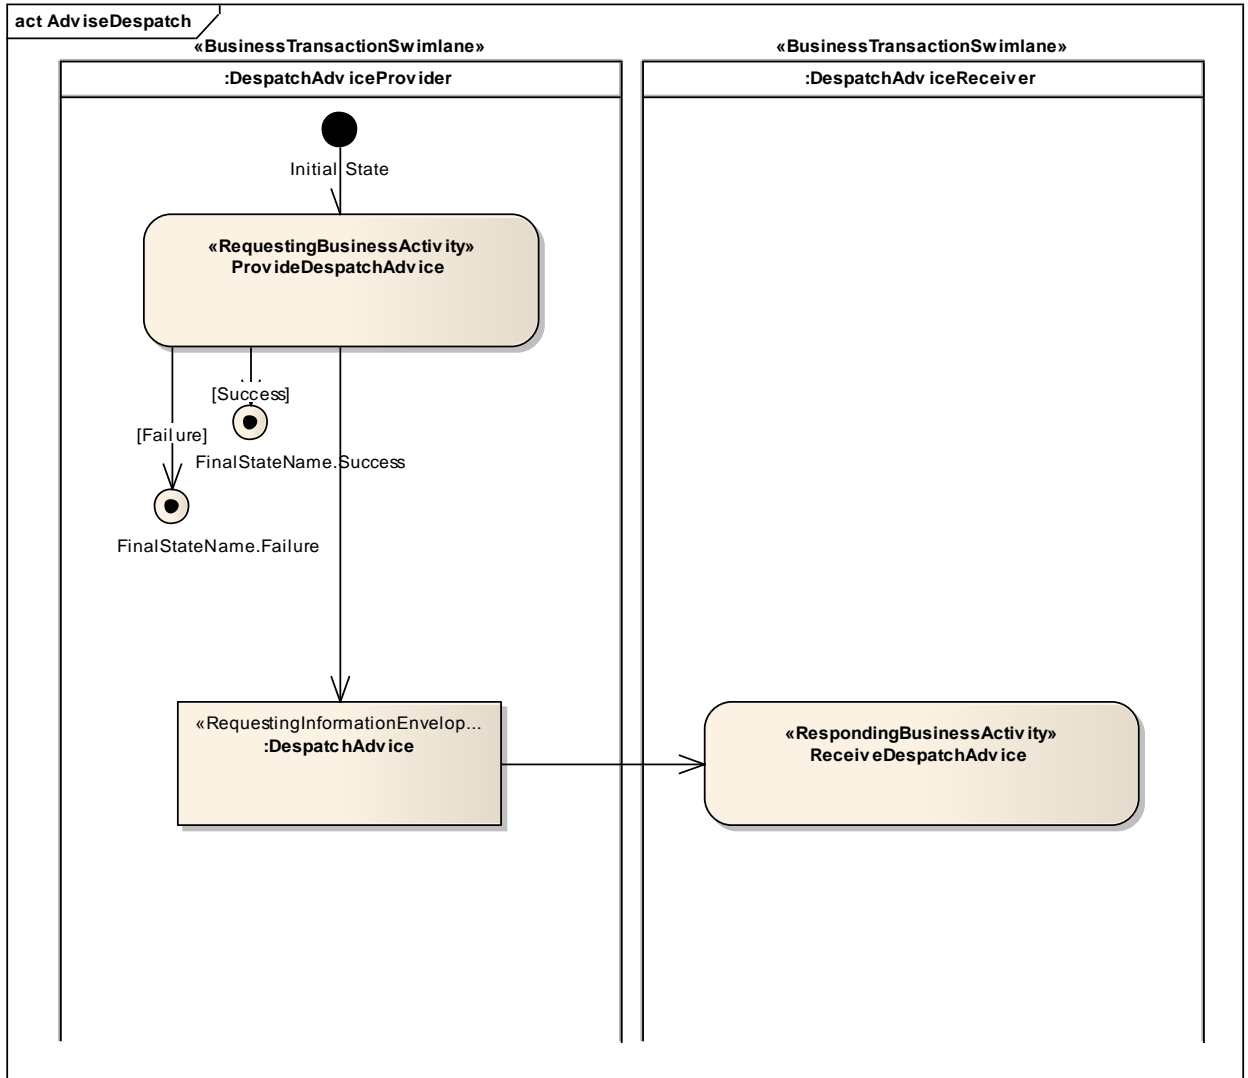 act AdviseDespatch
«BusinessTransactionSwimlane»
«BusinessTransactionSwimlane»
:DespatchAdviceProvider
:DespatchAdviceReceiver
Initial State
«RequestingBusinessActivity»
ProvideDespatchAdvice
[Success]
[Failure]
FinalStateName.Success
FinalStateName.Failure
«RequestingInformationEnvelop...
:DespatchAdvice
«RespondingBusinessActivity»
ReceiveDespatchAdvice